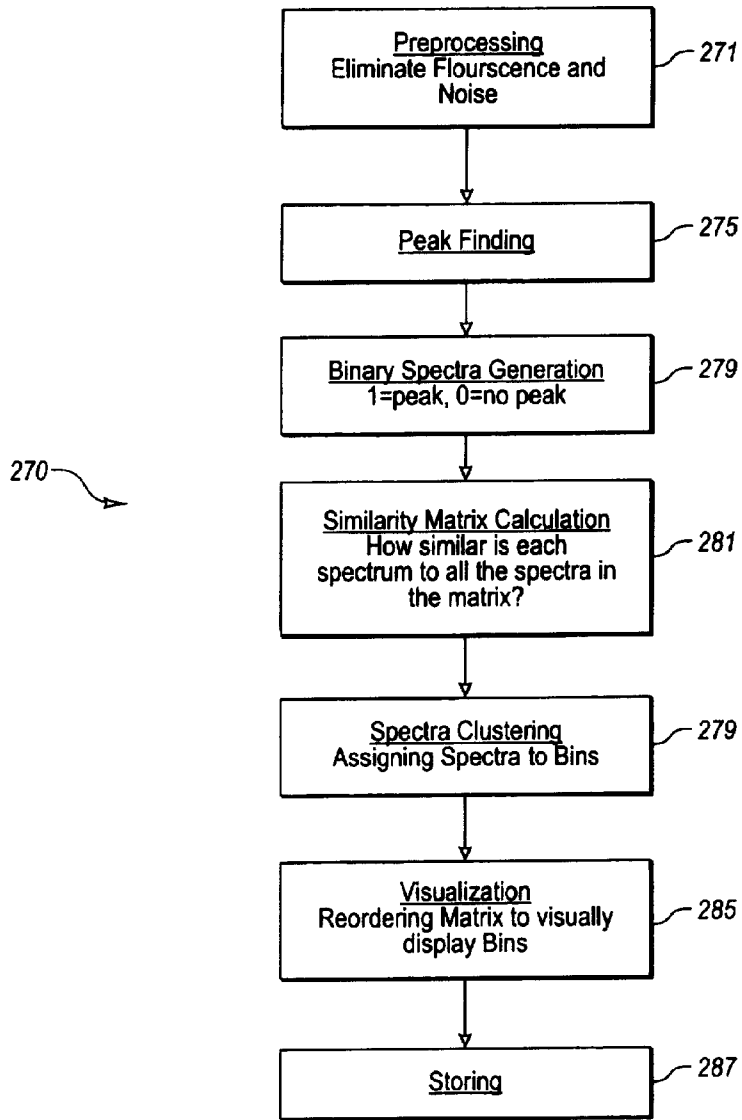 Preprocessing
Eliminate Flourscence and
Noise
271
Peak Finding
275
Binary Spectra Generation
1=peak, 0=no peak
279
270
Similarity Matrix Calculation
How similar is each
spectrum to all the spectra in
the matrix?
281
Spectra Clustering
Assigning Spectra to Bins
279
Visualization
Reordering Matrix to visually
display Bins
285
Storing
287